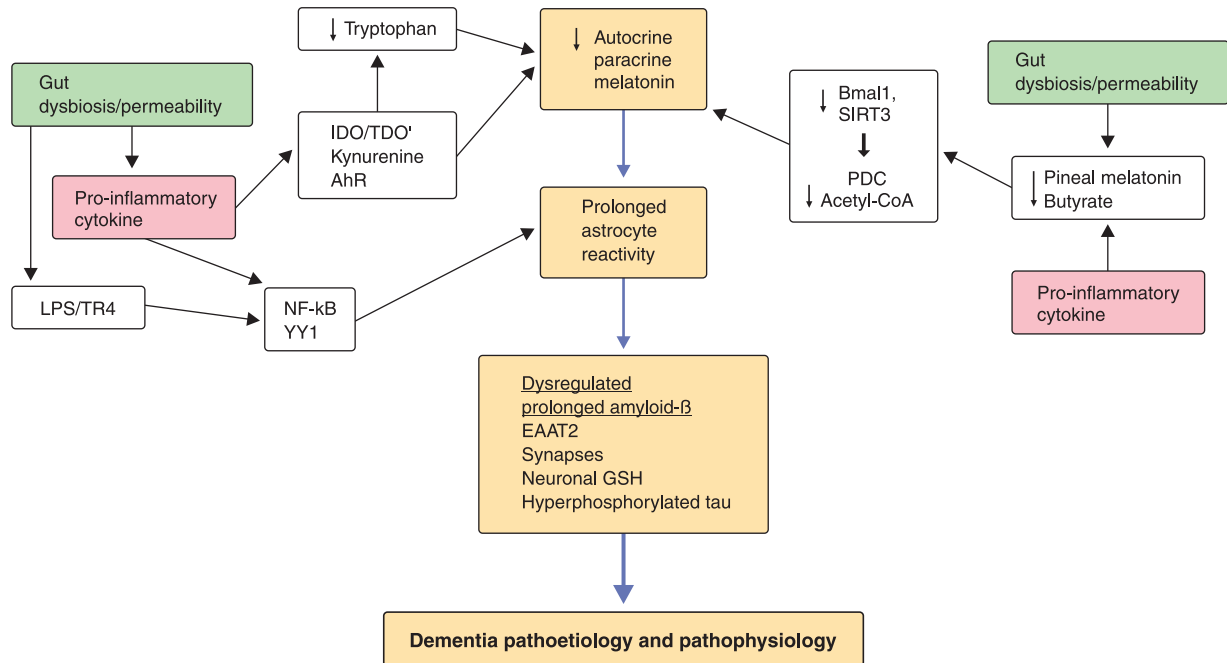 ↓ Tryptophan
Gut
dysbiosis/permeability
IDO/TDO'
Kynurenine
AhR
Pro-inflammatory
cytokine
LPS/TR4
NF-kB
YY1
↓ Autocrine
paracrine
melatonin
Prolonged
astrocyte
reactivity
Dysregulated
prolonged amyloid-ß
EAAT2
Synapses
Neuronal GSH
Hyperphosphorylated tau
Dementia pathoetiology and pathophysiology
↓ Bmal1,
SIRT3
PDC
↓ Acetyl-CoA
Gut
dysbiosis/permeability
↓ Pineal melatonin
Butyrate
Pro-inflammatory
cytokine